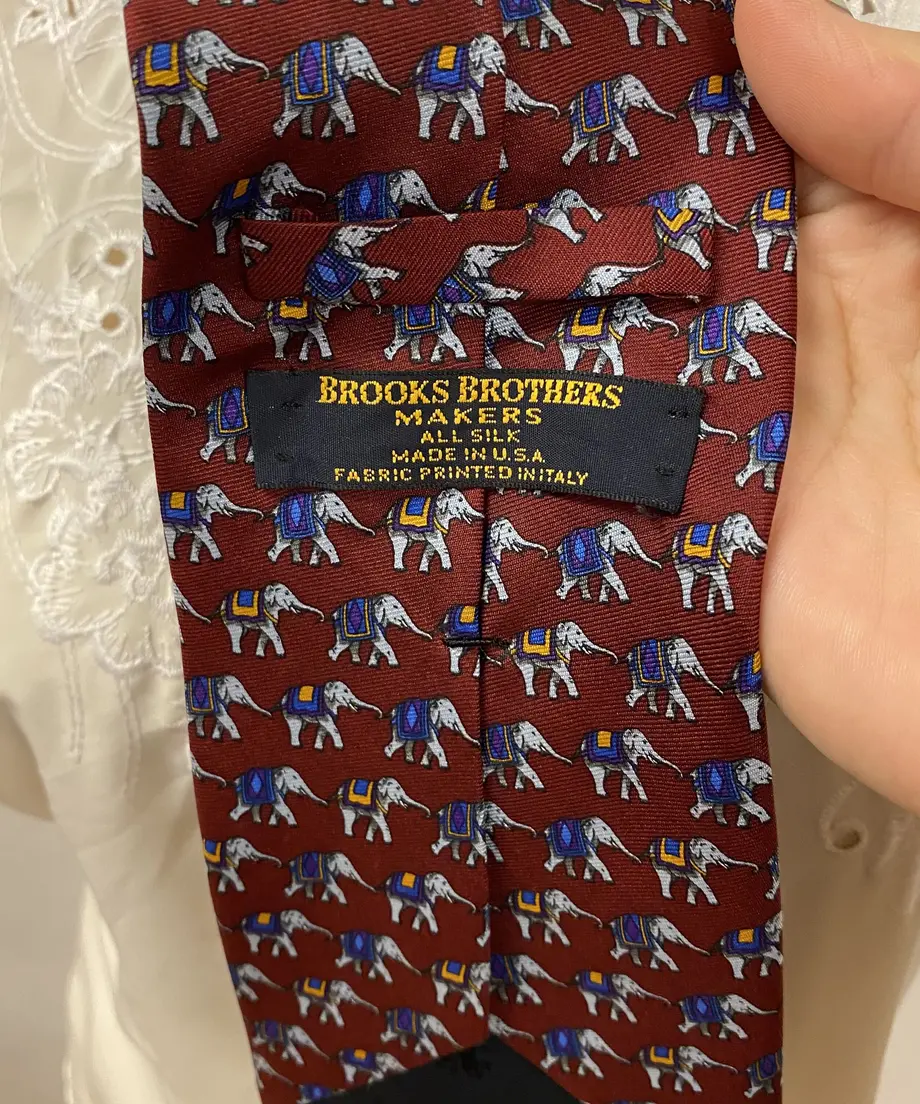 BROOKS BROTHERS
MAKERS
ALL SILK
MADE IN U.S.A
FABRIC PRINTED IN ITALY